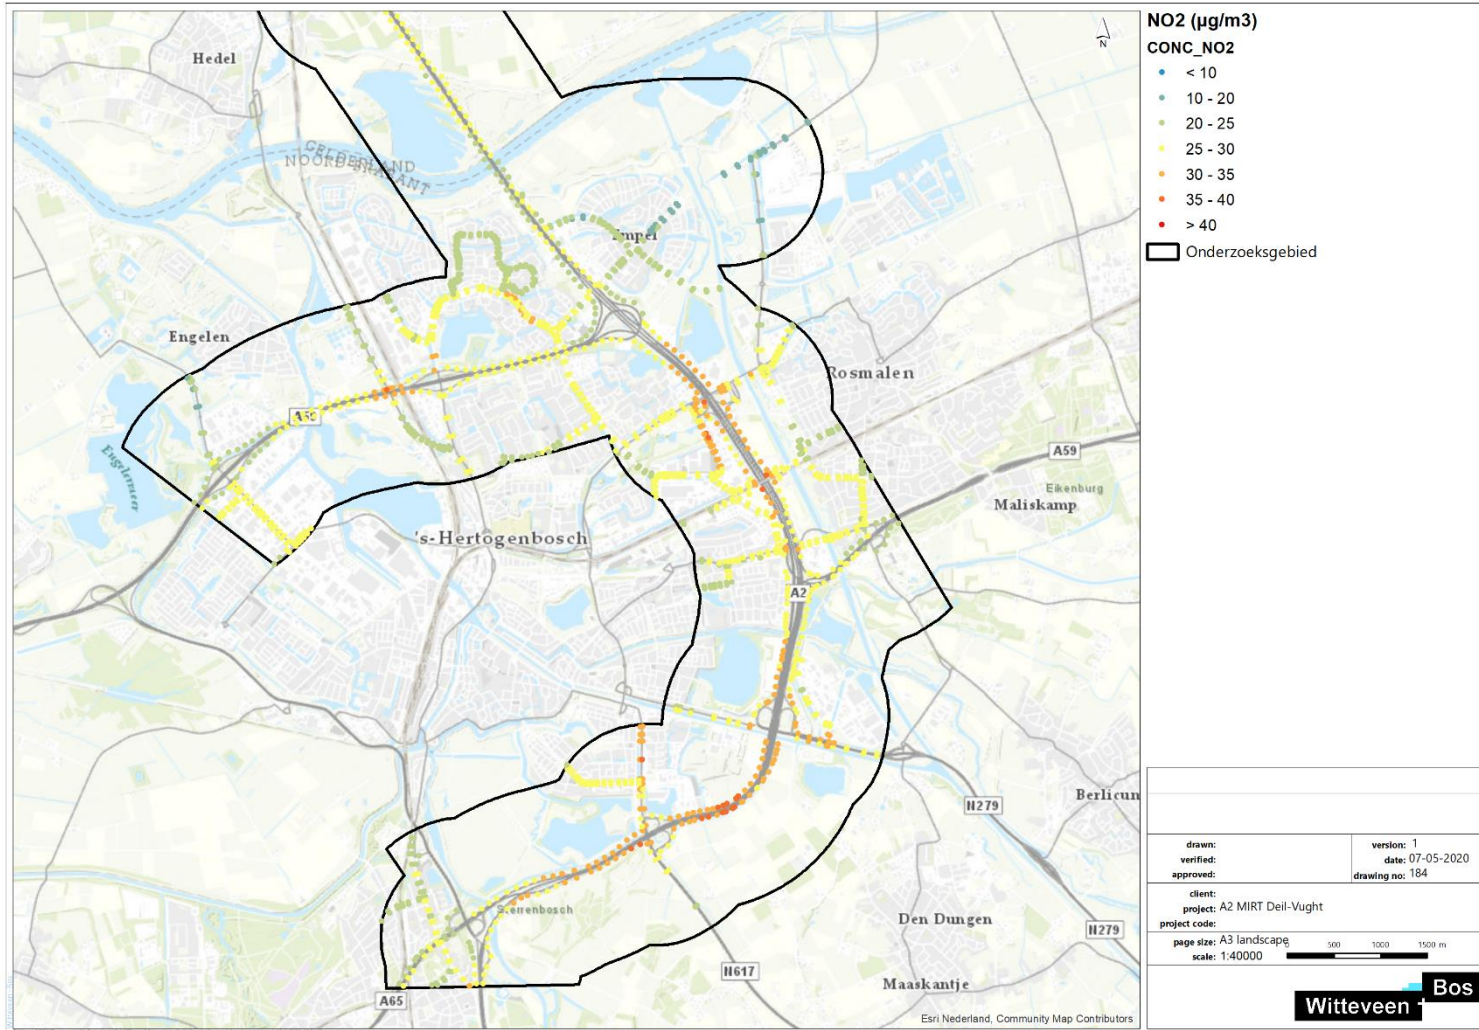 NO2 (µg/m3)
CONC_NO2
< 10
10 - 20
20 - 25
25 - 30
30 - 35
35 - 40
> 40
Onderzoeksgebied
N
Hedel
GELDERLAND
NOORD-BRABANT
Empel
Engelen
Rosmalen
A59
A59
Engelermeer
Eikenburg
Maliskamp
's-Hertogenbosch
A2
N279
Berlicum
Sterrenbosch
Den Dungen
N279
N617
Maaskantje
A65
Esri Nederland, Community Map Contributors
drawn:
verified:
approved:
version: 1
date: 07-05-2020
drawing no: 184
client:
project: A2 MIRT Deil-Vught
project code:
page size: A3 landscape
scale: 1:40000
0 500 1000 1500 m
Witteveen + Bos